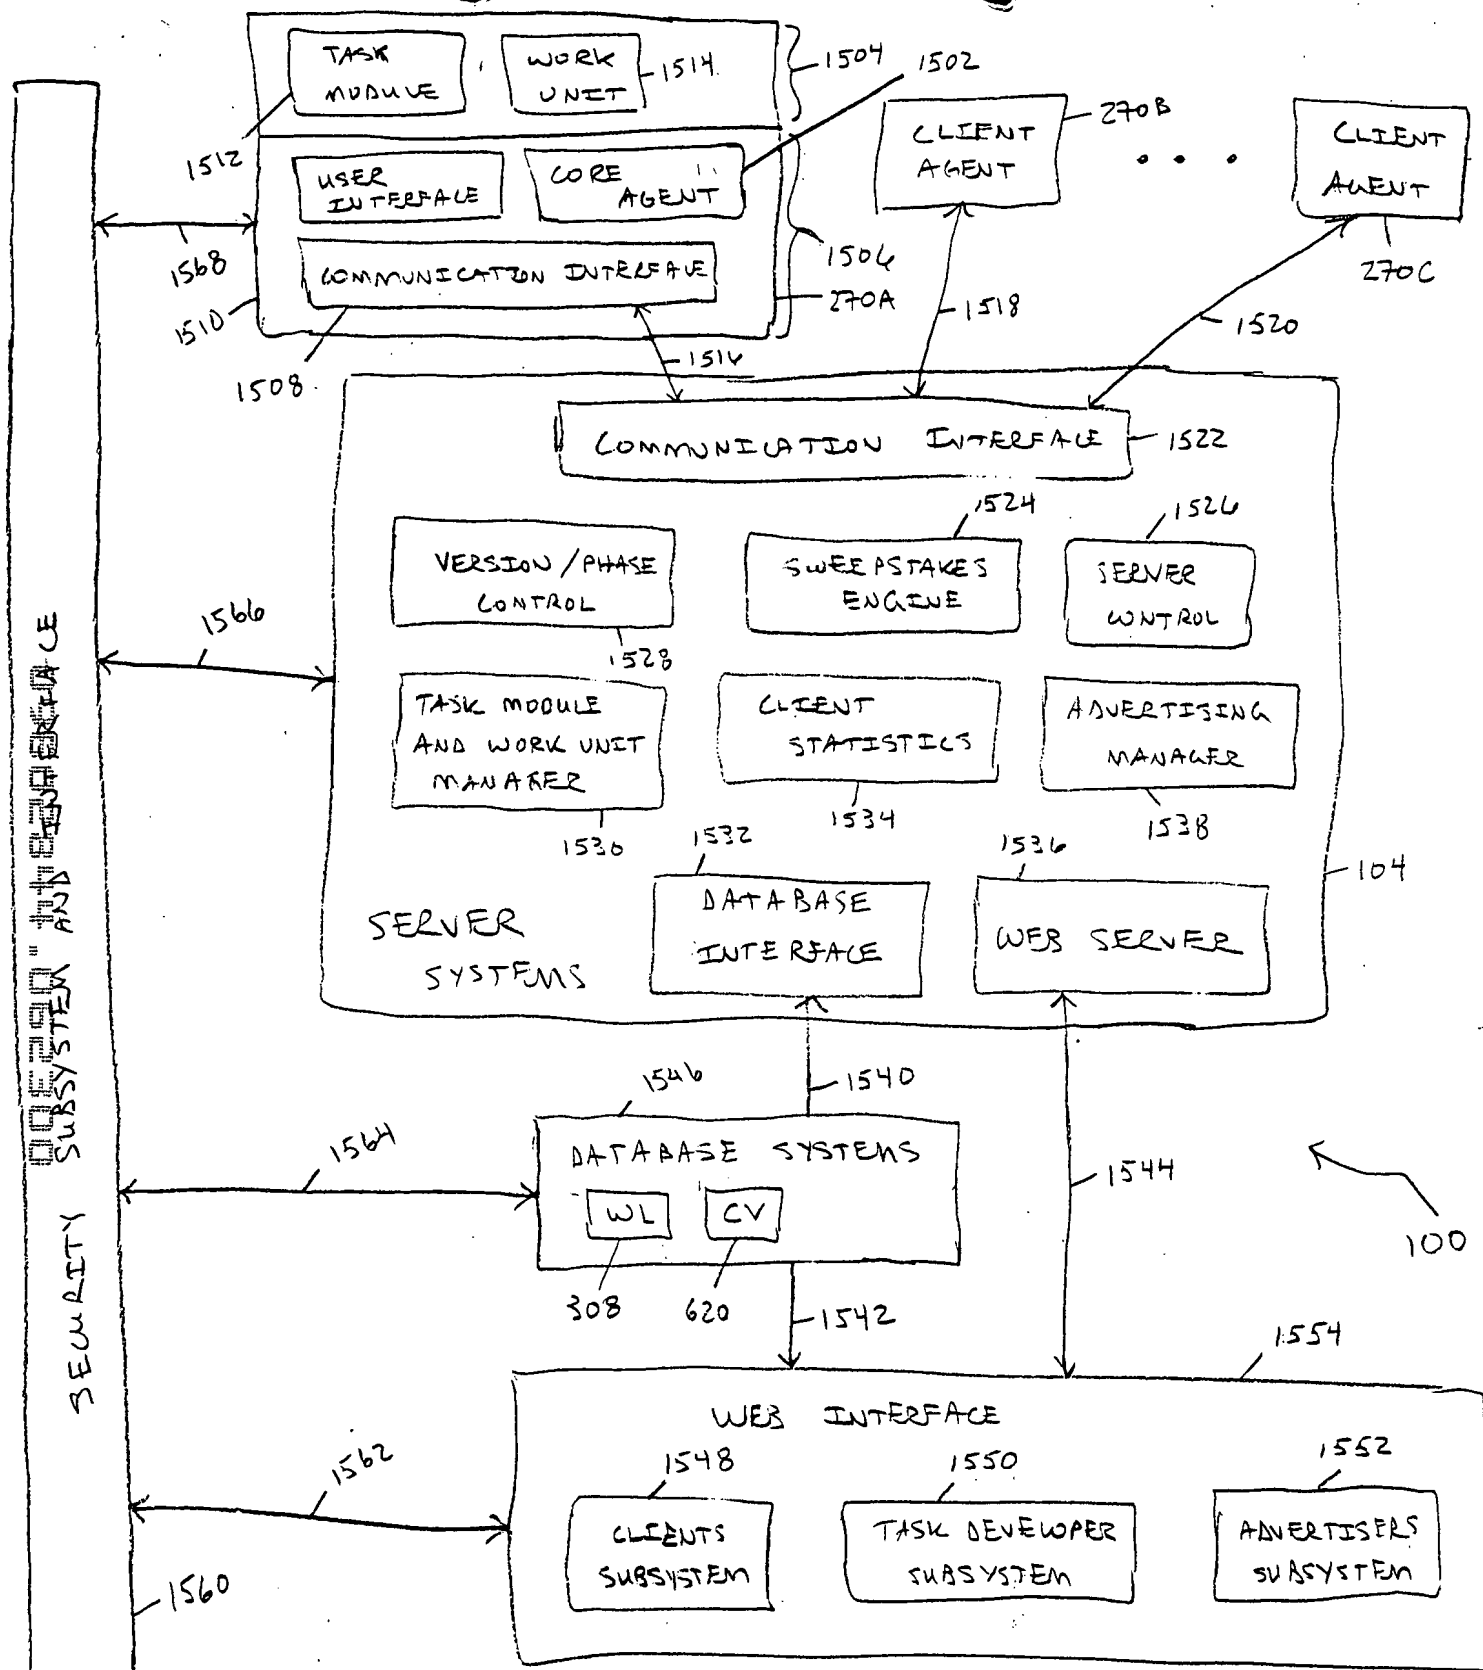 TASK
MODULE
WORK
UNIT
1514
1504
1502
1512
USER
INTERFACE
CORE
AGENT
COMMUNICATION INTERFACE
1506
270A
1568
1510
1508
CLIENT
AGENT
270B
CLIENT
AGENT
270C
1516
1518
1520
COMMUNICATION INTERFACE
1522
1524
1526
VERSION/PHASE
CONTROL
1528
SWEEPSTAKES
ENGINE
SERVER
CONTROL
1566
TASK MODULE
AND WORK UNIT
MANAGER
1530
CLIENT
STATISTICS
1534
ADVERTISING
MANAGER
1538
1532
1536
104
DATABASE
INTERFACE
WEB SERVER
SERVER
SYSTEMS
1540
1546
1544
1564
DATABASE SYSTEMS
WL
CV
308
620
1542
100
1554
WEB INTERFACE
1562
1548
1550
1552
CLIENTS
SUBSYSTEM
TASK DEVELOPER
SUBSYSTEM
ADVERTISERS
SUBSYSTEM
1560
SECURITY SUBSYSTEM AND INTERFACE